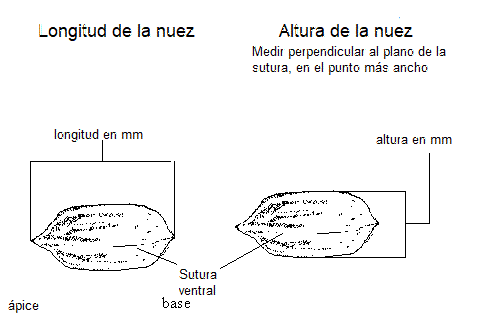 Longitud de la nuez
Altura de la nuez
Medir perpendicular al plano de la
sutura, en el punto más ancho
longitud en mm
altura en mm
Sutura
ventral
ápice
base